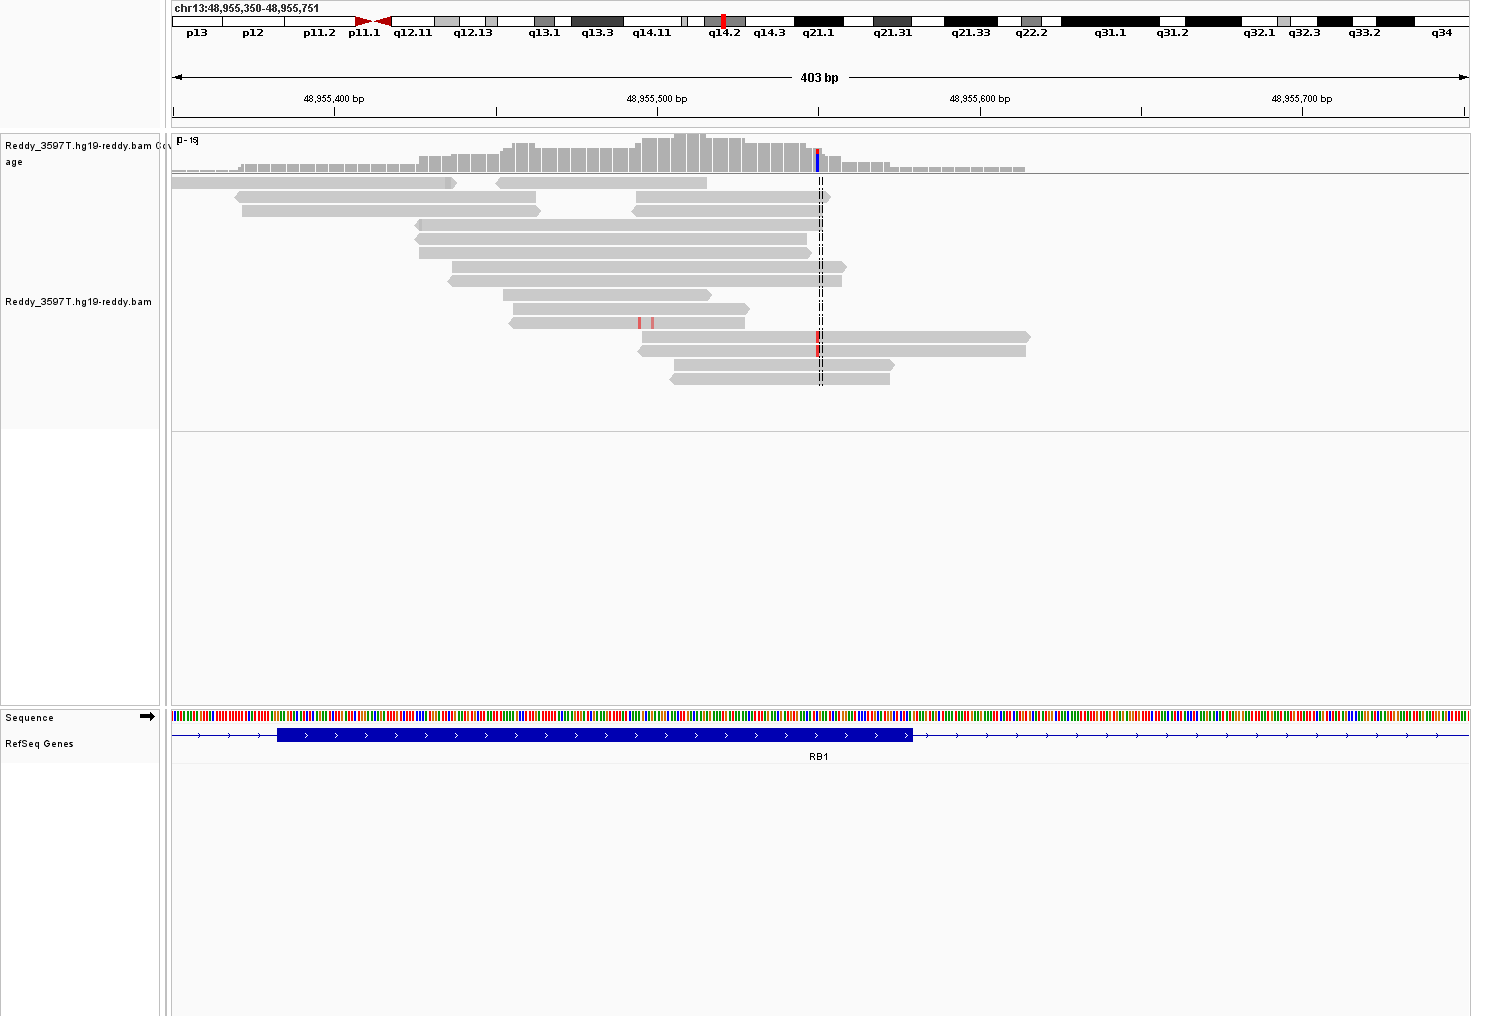 chr13:48,955,350-48,955,751
p13 p12 p11.2 p11.1 q12.11 q12.13 q13.1 q13.3 q14.11 q14.2 q14.3 q21.1 q21.31 q21.33 q22.2 q31.1 q31.2 q32.1 q32.3 q33.2 q34
403 bp
48,955,400 bp 48,955,500 bp 48,955,600 bp 48,955,700 bp
Reddy_3597T.hg19-reddy.bam Cov
age
[0 - 19]
Reddy_3597T.hg19-reddy.bam
Sequence
RefSeq Genes
RB1